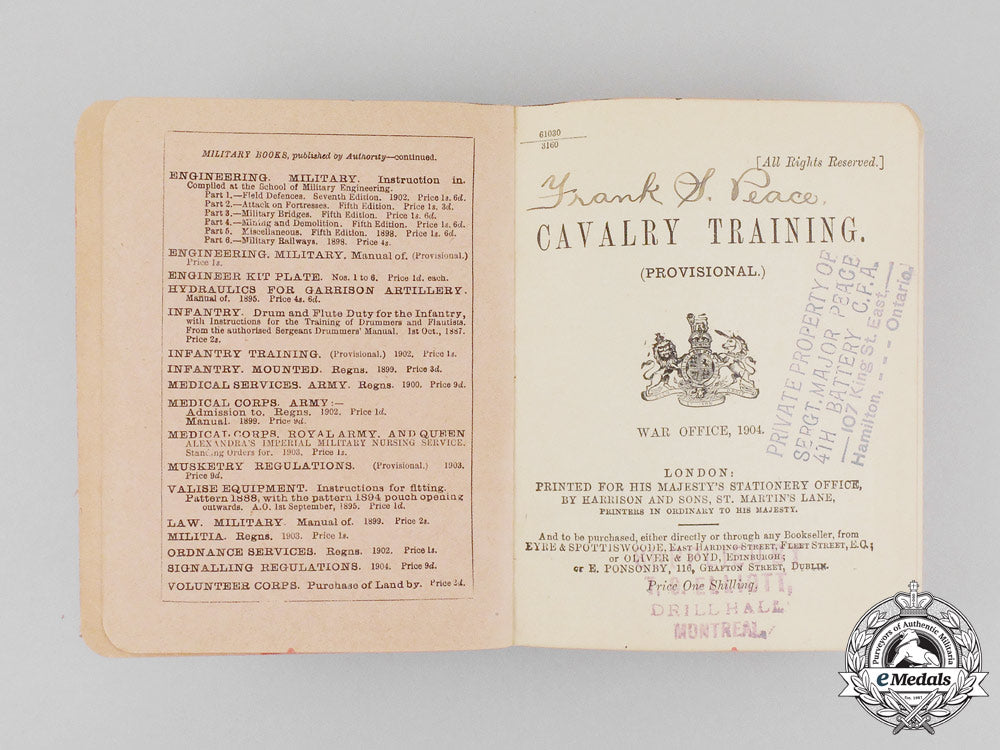 MILITARY BOOKS, published by Authority—continued.
ENGINEERING. MILITARY. Instruction in.
Compiled at the School of Military Engineering.
Part 1.—Field Defences. Seventh Edition. 1902. Price 1s. 6d.
Part 2.—Attack on Fortresses. Fifth Edition. Price 1s. 3d.
Part 3.—Military Bridges. Fifth Edition. Price 1s. 6d.
Part 4.—Mining and Demolition. Fifth Edition. Price 1s. 6d.
Part 5. Miscellaneous. Fifth Edition. 1898. Price 1s. 6d.
Part 6.—Military Railways. 1898. Price 4s.
ENGINEERING. MILITARY. Manual of. (Provisional.)
Price 1s.
ENGINEER KIT PLATE. Nos. 1 to 6. Price 1d. each.
HYDRAULICS FOR GARRISON ARTILLERY.
Manual of. 1895. Price 4s. 6d.
INFANTRY. Drum and Flute Duty for the Infantry,
with Instructions for the Training of Drummers and Flautists.
From the authorised Sergeant Drummers' Manual. 1st Oct., 1887.
Price 2s.
INFANTRY TRAINING. (Provisional.) 1902. Price 1s.
INFANTRY. MOUNTED. Regns. 1899. Price 3d.
MEDICAL SERVICES. ARMY. Regns. 1900. Price 9d.
MEDICAL CORPS. ARMY:—
Admission to. Regns. 1902. Price 1d.
Manual. 1899. Price 9d.
MEDICAL CORPS. ROYAL ARMY. AND QUEEN
ALEXANDRA'S IMPERIAL MILITARY NURSING SERVICE.
Standing Orders for. 1903. Price 1s.
MUSKETRY REGULATIONS. (Provisional.) 1903.
Price 9d.
VALISE EQUIPMENT. Instructions for fitting.
Pattern 1888, with the pattern 1894 pouch opening
outwards. A.O. 1st September, 1895. Price 1d.
LAW. MILITARY. Manual of. 1899. Price 2s.
MILITIA. Regns. 1903. Price 1s.
ORDNANCE SERVICES. Regns. 1902. Price 1s.
SIGNALLING REGULATIONS. 1904. Price 9d.
VOLUNTEER CORPS. Purchase of Land by. Price 3d.
61030
3160
[All Rights Reserved.]
Frank S. Peace.
CAVALRY TRAINING.
(PROVISIONAL.)
WAR OFFICE, 1904.
PRIVATE PROPERTY OF
SERGT. MAJOR PEACE
4TH BATTERY C.F.A.
—107 King St. East,—
Hamilton, - - - - Ontario.
LONDON:
PRINTED FOR HIS MAJESTY'S STATIONERY OFFICE,
BY HARRISON AND SONS, ST. MARTIN'S LANE,
PRINTERS IN ORDINARY TO HIS MAJESTY.
And to be purchased, either directly or through any Bookseller, from
EYRE & SPOTTISWOODE, EAST HARDING STREET, FLEET STREET, E.C.;
or OLIVER & BOYD, EDINBURGH;
or E. PONSONBY, 116, GRAFTON STREET, DUBLIN.
Price One Shilling.
DRILL HALL
MONTREAL.
Purveyors of Authentic Militaria
eMedals
Est. 1997